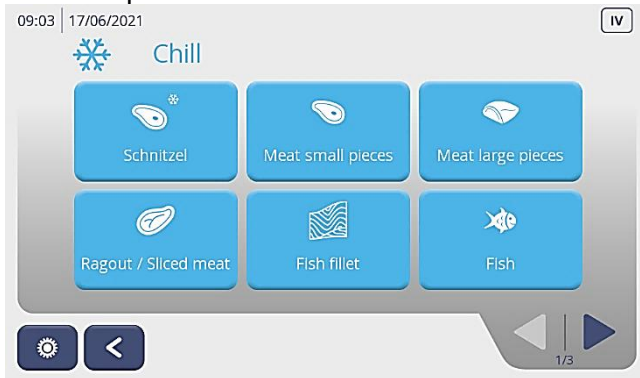 09:03 17/06/2021 IV
Chill
Schnitzel Meat small pieces Meat large pieces
Ragout / Sliced meat Fish fillet Fish
1/3